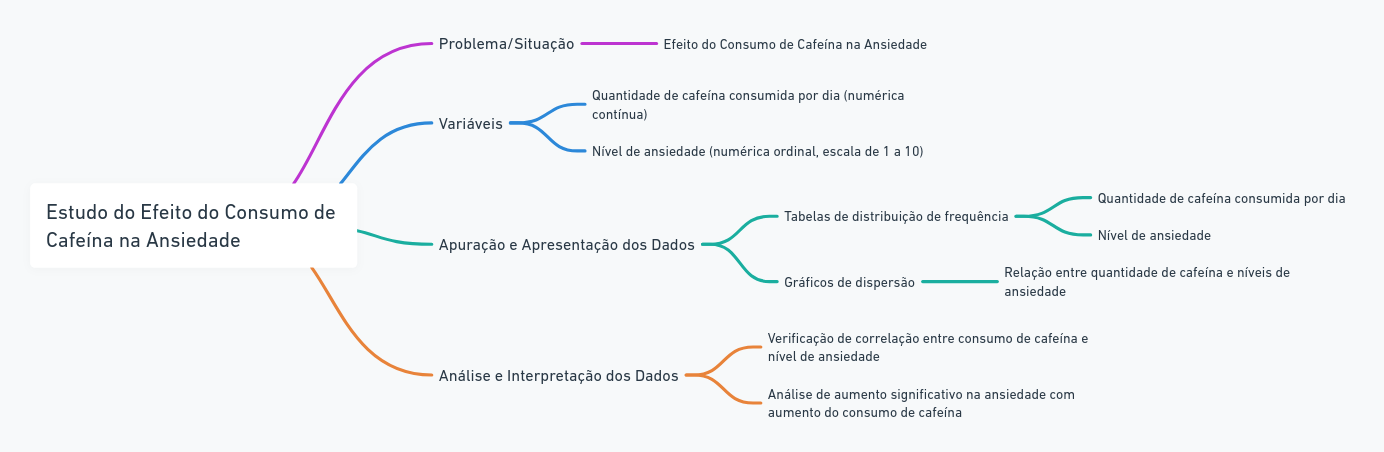 Estudo do Efeito do Consumo de
Cafeína na Ansiedade
Problema/Situação
Efeito do Consumo de Cafeína na Ansiedade
Variáveis
Quantidade de cafeína consumida por dia (numérica
contínua)
Nível de ansiedade (numérica ordinal, escala de 1 a 10)
Apuração e Apresentação dos Dados
Tabelas de distribuição de frequência
Quantidade de cafeína consumida por dia
Nível de ansiedade
Gráficos de dispersão
Relação entre quantidade de cafeína e níveis de
ansiedade
Análise e Interpretação dos Dados
Verificação de correlação entre consumo de cafeína e
nível de ansiedade
Análise de aumento significativo na ansiedade com
aumento do consumo de cafeína